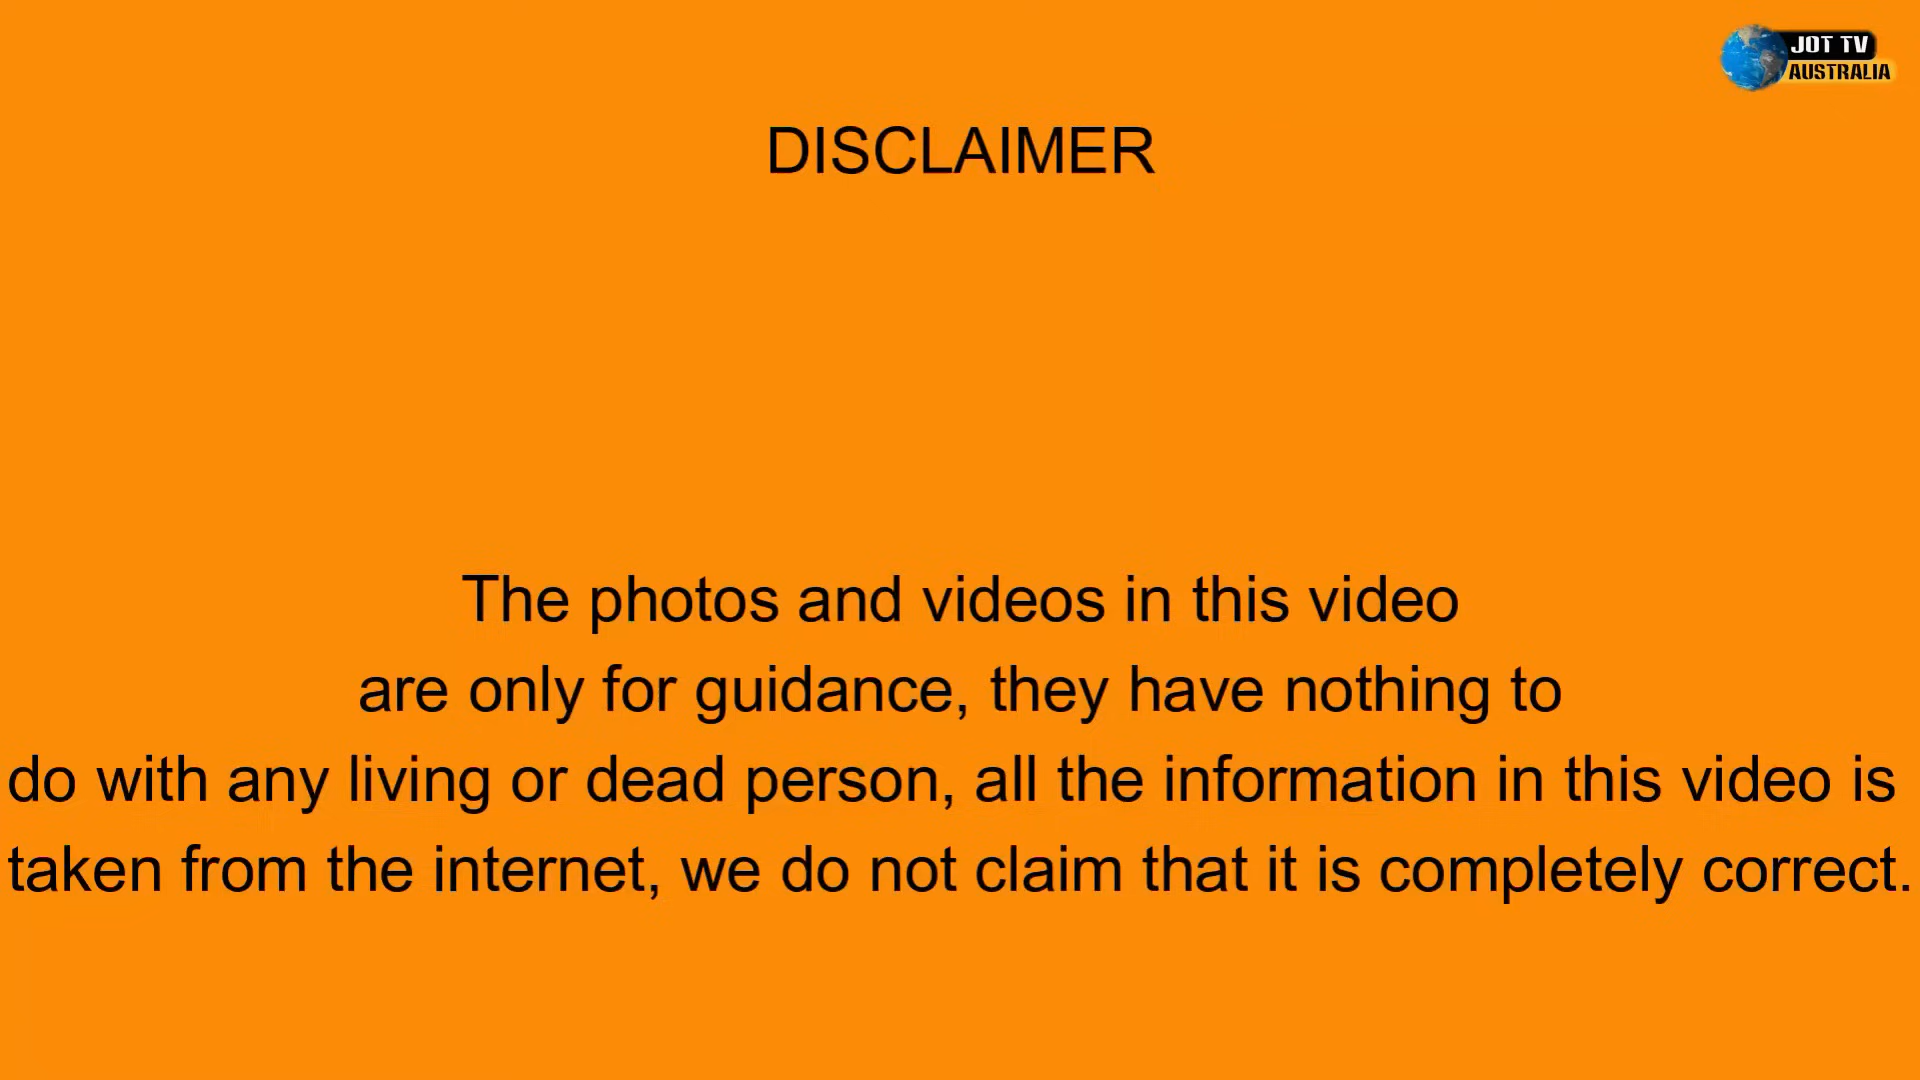 JOT TV
AUSTRALIA
DISCLAIMER
The photos and videos in this video
are only for guidance, they have nothing to
do with any living or dead person, all the information in this video is
taken from the internet, we do not claim that it is completely correct.